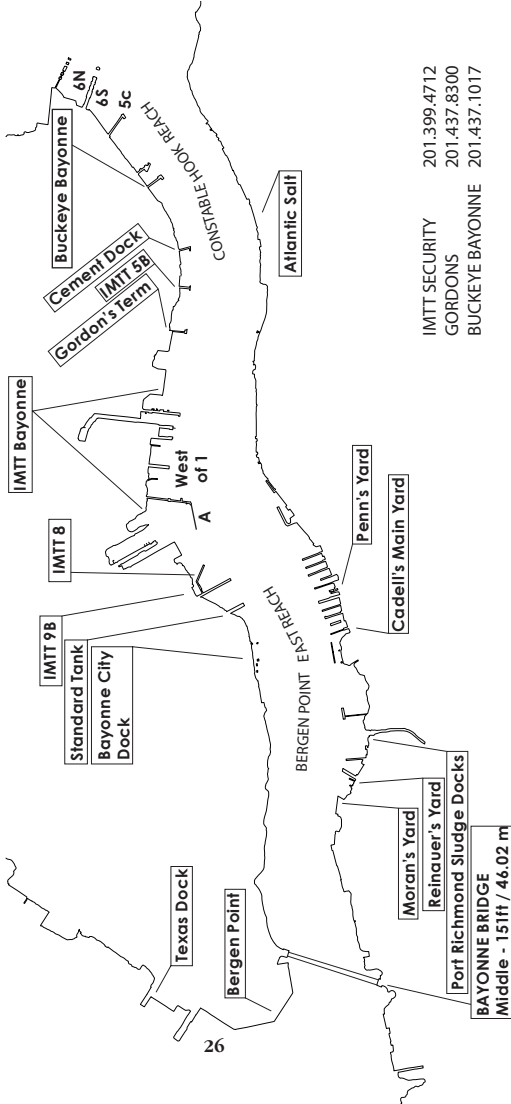 6N
6S
5c
CONSTABLE HOOK REACH
Buckeye Bayonne
Cement Dock
IMTT 5B
Gordon's Term
IMTT Bayonne
West
of 1
A
IMTT 8
IMTT 9B
Standard Tank
Bayonne City
Dock
BERGEN POINT EAST REACH
Texas Dock
Bergen Point
Atlantic Salt
Penn's Yard
Cadell's Main Yard
Moran's Yard
Reinauer's Yard
Port Richmond Sludge Docks
BAYONNE BRIDGE
Middle - 151ft / 46.02 m
IMTT SECURITY 201.399.4712
GORDONS 201.437.8300
BUCKEYE BAYONNE 201.437.1017
26